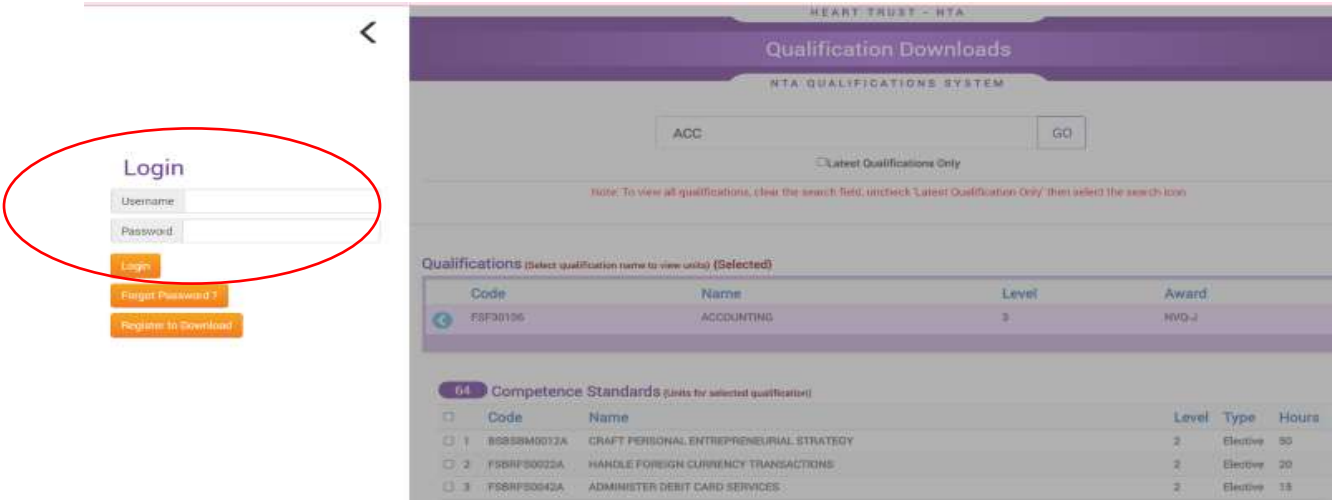 HEART TRUST - NTA
Qualification Downloads
NTA QUALIFICATIONS SYSTEM
ACC
GO
Latest Qualifications Only
Note: To view all qualifications, clear the search field, uncheck 'Latest Qualification Only' then select the search icon
Login
Username
Password
Login
Forgot Password ?
Register to Download
Qualifications (Select qualification name to view units) (Selected)
Code Name Level Award
FSF30106 ACCOUNTING 3 NVQ-J
64 Competence Standards (Units for selected qualification)
Code Name Level Type Hours
1 BSBSBM0012A CRAFT PERSONAL ENTREPRENEURIAL STRATEGY 2 Elective 50
2 FSBRFS0022A HANDLE FOREIGN CURRENCY TRANSACTIONS 2 Elective 20
3 FSBRFS0042A ADMINISTER DEBIT CARD SERVICES 2 Elective 15